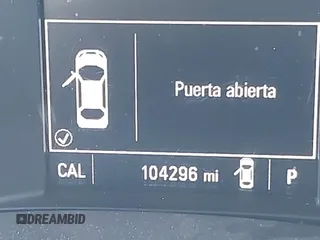 Puerta abierta
CAL 104296 mi P
DREAMBID